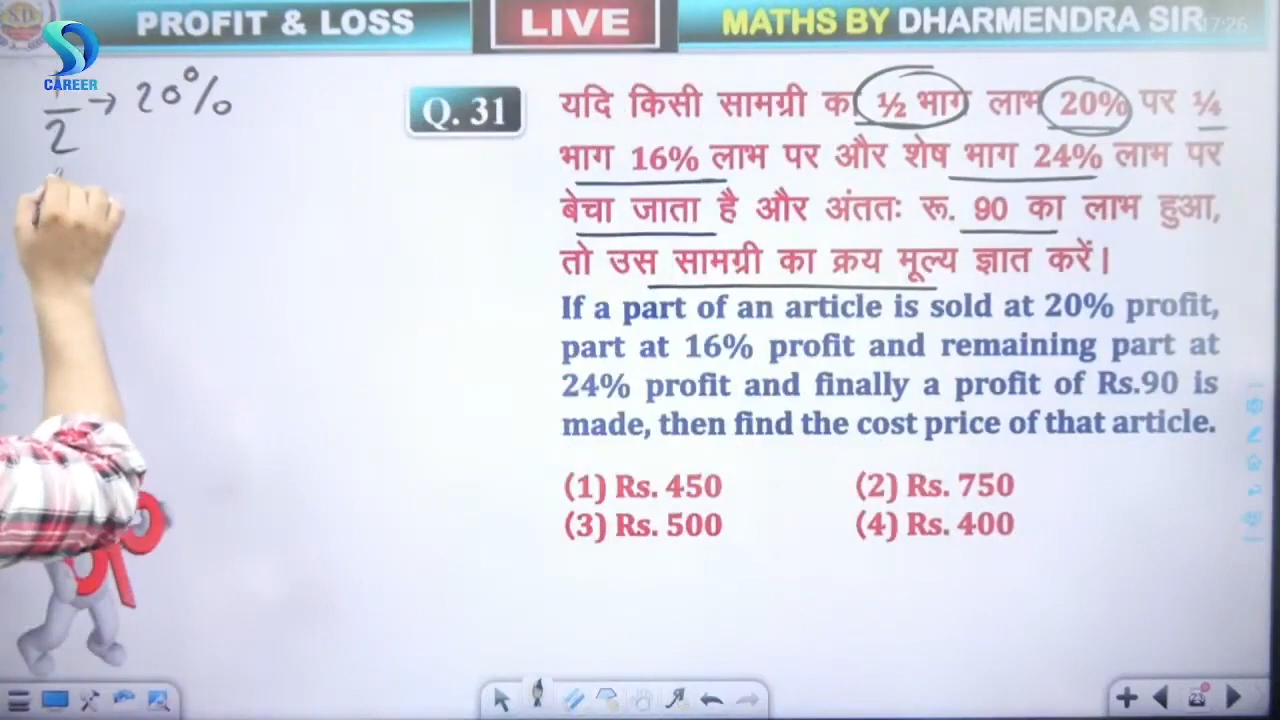 PROFIT & LOSS
LIVE
MATHS BY DHARMENDRA SIR
17:26
CAREER
1/2 → 20%
Q. 31
यदि किसी सामग्री का ½ भाग लाभ 20% पर ¼
भाग 16% लाभ पर और शेष भाग 24% लाभ पर
बेचा जाता है और अंततः रू. 90 का लाभ हुआ,
तो उस सामग्री का क्रय मूल्य ज्ञात करें।
If a part of an article is sold at 20% profit,
part at 16% profit and remaining part at
24% profit and finally a profit of Rs.90 is
made, then find the cost price of that article.
(1) Rs. 450 (2) Rs. 750
(3) Rs. 500 (4) Rs. 400